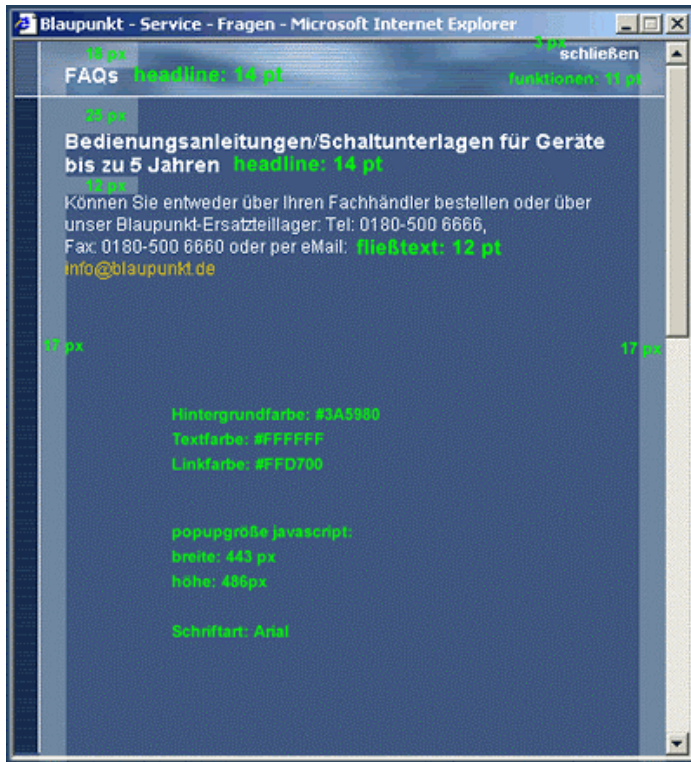 Blaupunkt - Service - Fragen - Microsoft Internet Explorer
3 px
schließen
FAQs headline: 14 pt
funktionen: 11 pt
Bedienungsanleitungen/Schaltunterlagen für Geräte
bis zu 5 Jahren headline: 14 pt
12 px
Können Sie entweder über Ihren Fachhändler bestellen oder über
unser Blaupunkt-Ersatzteillager: Tel: 0180-500 6666,
Fax: 0180-500 6660 oder per eMail: fließtext: 12 pt
info@blaupunkt.de
17 px
17 px
Hintergrundfarbe: #3A5980
Textfarbe: #FFFFFF
Linkfarbe: #FFD700
popupgröße javascript:
breite: 443 px
höhe: 486px
Schriftart: Arial